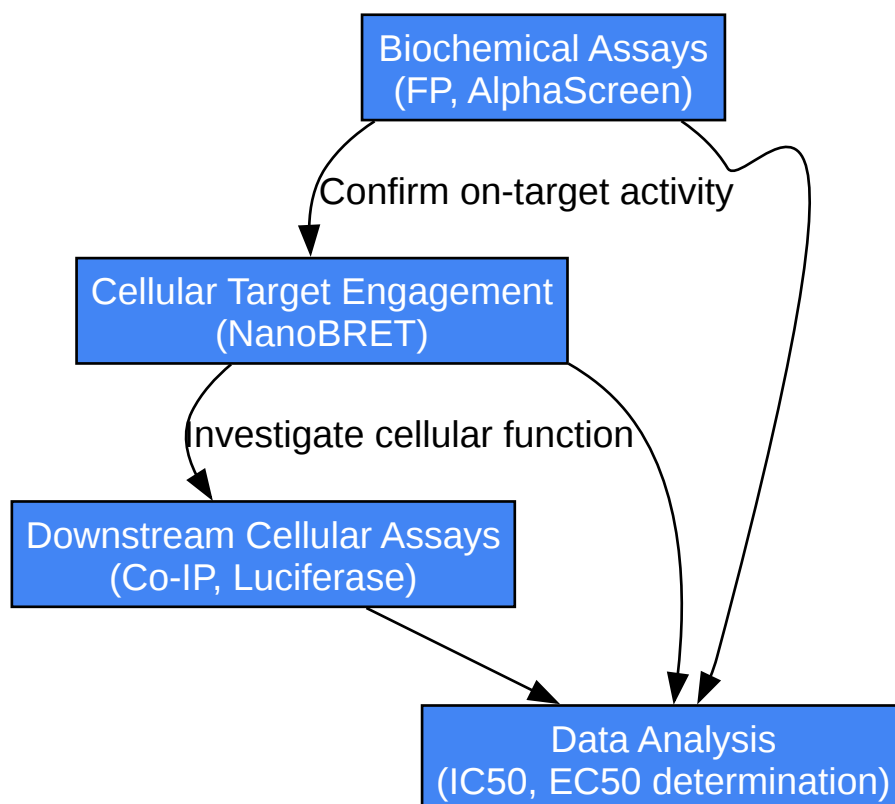 Biochemical Assays
(FP, AlphaScreen)
Confirm on-target activity
Cellular Target Engagement
(NanoBRET)
Investigate cellular function
Downstream Cellular Assays
(Co-IP, Luciferase)
Data Analysis
(IC50, EC50 determination)